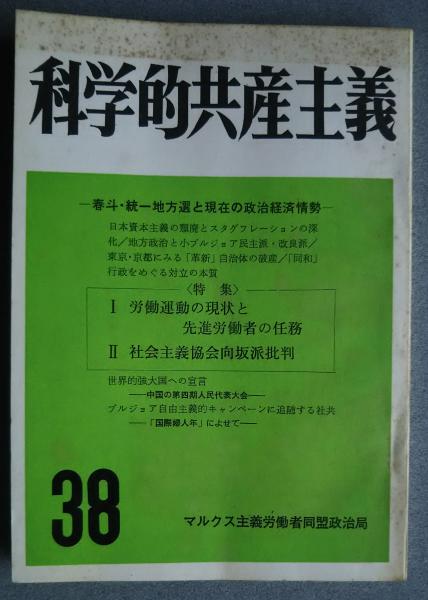 科学的共産主義
―春斗・統一地方選と現在の政治経済情勢―
日本資本主義の頽廃とスタグフレーションの深
化／地方政治と小ブルジョア民主派・改良派／
東京・京都にみる「革新」自治体の破産／「同和」
行政をめぐる対立の本質
〈特 集〉
Ⅰ 労働運動の現状と
先進労働者の任務
Ⅱ 社会主義協会向坂派批判
世界的強大国への宣言
――中国の第四期人民代表大会――
ブルジョア自由主義的キャンペーンに追随する社共
――「国際婦人年」によせて――
38
マルクス主義労働者同盟政治局